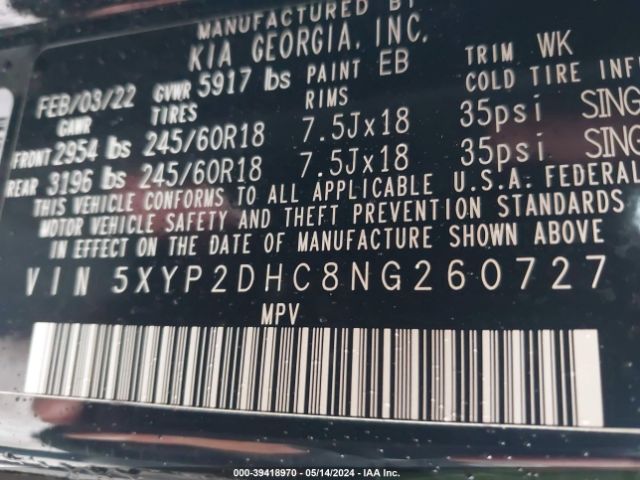 MANUFACTURED BY
KIA GEORGIA, INC.
FEB/03/22 GVWR 5917 lbs PAINT EB TRIM WK
GAWR TIRES RIMS COLD TIRE INF
FRONT 2954 lbs 245/60R18 7.5Jx18 35psi SING
REAR 3196 lbs 245/60R18 7.5Jx18 35psi SING
THIS VEHICLE CONFORMS TO ALL APPLICABLE U.S.A. FEDERAL
MOTOR VEHICLE SAFETY AND THEFT PREVENTION STANDARDS
IN EFFECT ON THE DATE OF MANUFACTURE SHOWN ABOVE
VIN 5XYP2DHC8NG260727
MPV
000-39418970 - 05/14/2024 - IAA Inc.